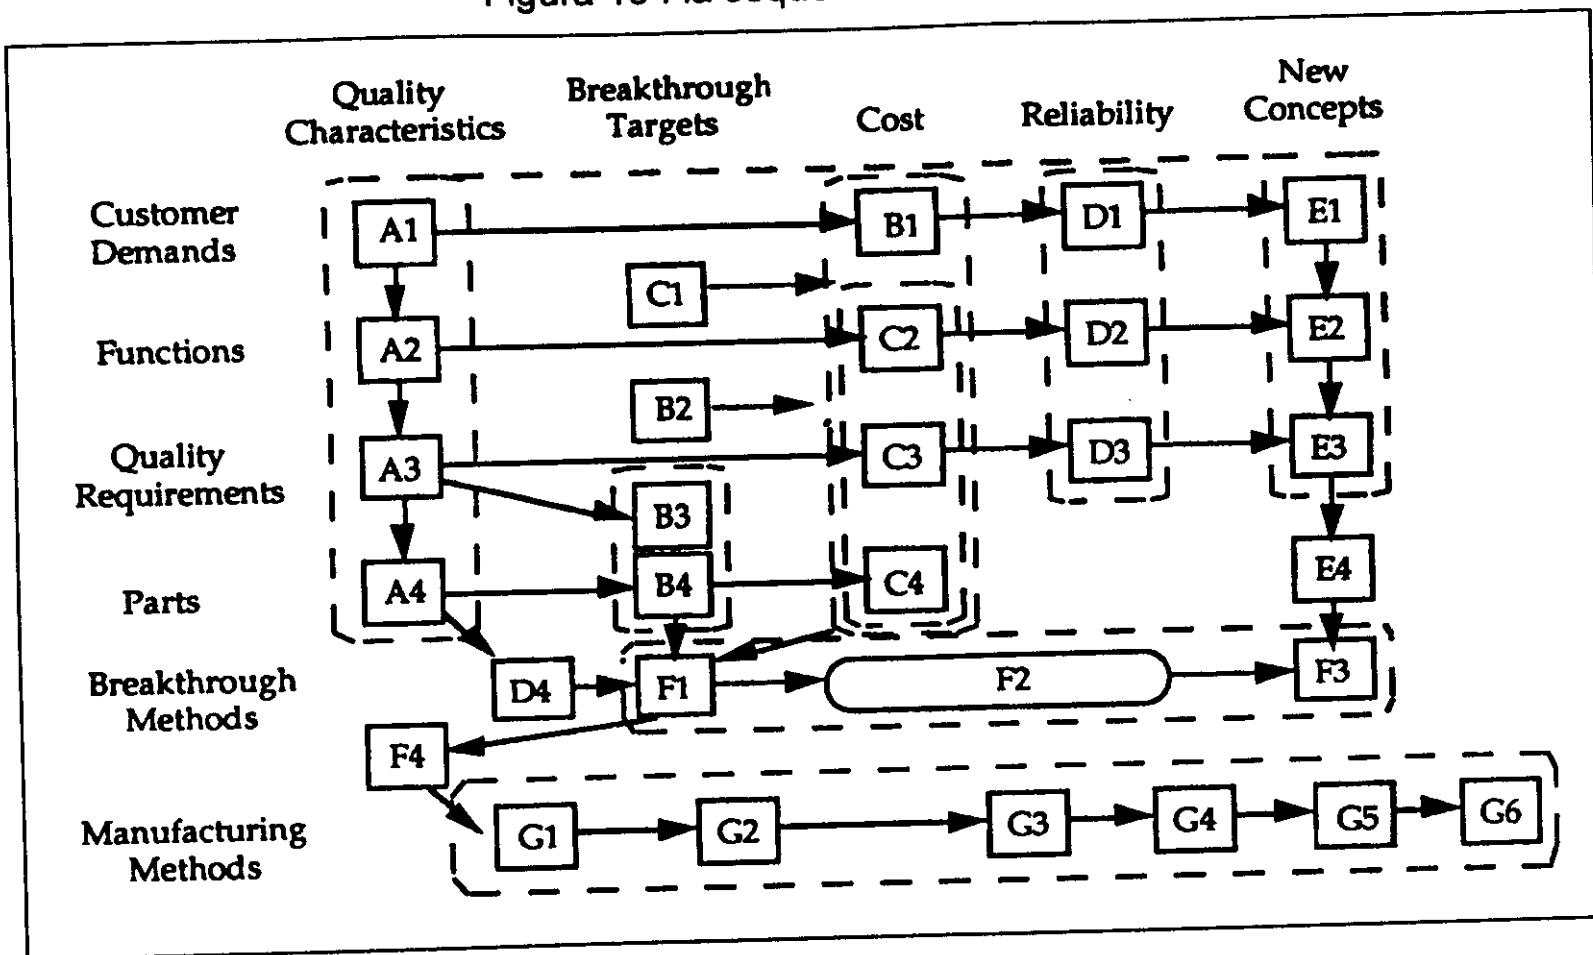 Quality
Characteristics
Breakthrough
Targets
Cost
Reliability
New
Concepts
Customer
Demands
A1
B1
D1
E1
C1
Functions
A2
C2
D2
E2
B2
Quality
Requirements
A3
C3
D3
E3
B3
Parts
A4
B4
C4
E4
Breakthrough
Methods
D4
F1
F2
F3
F4
Manufacturing
Methods
G1
G2
G3
G4
G5
G6